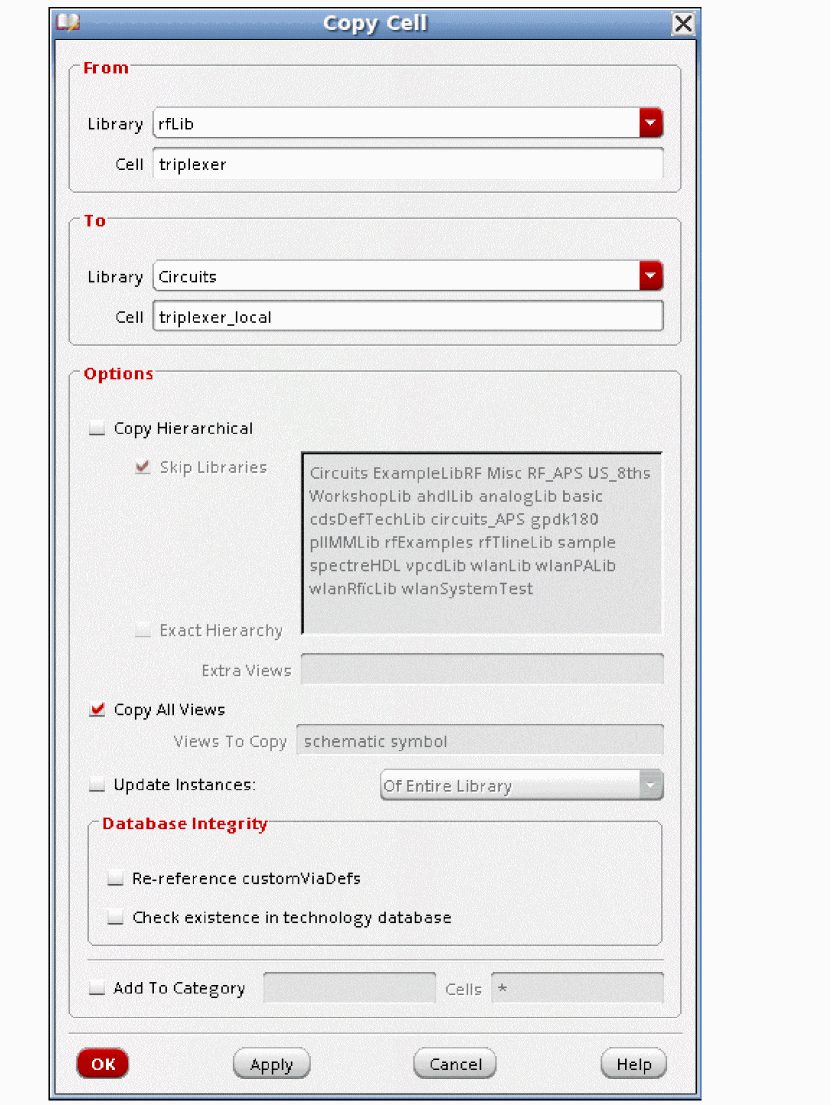 Copy Cell
From
Library rfLib
Cell triplexer
To
Library Circuits
Cell triplexer_local
Options
Copy Hierarchical
Skip Libraries
Circuits ExampleLibRF Misc RF_APS US_8ths
WorkshopLib ahdlLib analogLib basic
cdsDefTechLib circuits_APS gpdk180
pllMMLib rfExamples rfTlineLib sample
spectreHDL vpcdLib wlanLib wlanPALib
wlanRficLib wlanSystemTest
Exact Hierarchy
Extra Views
Copy All Views
Views To Copy schematic symbol
Update Instances: Of Entire Library
Database Integrity
Re-reference customViaDefs
Check existence in technology database
Add To Category Cells *
OK Apply Cancel Help